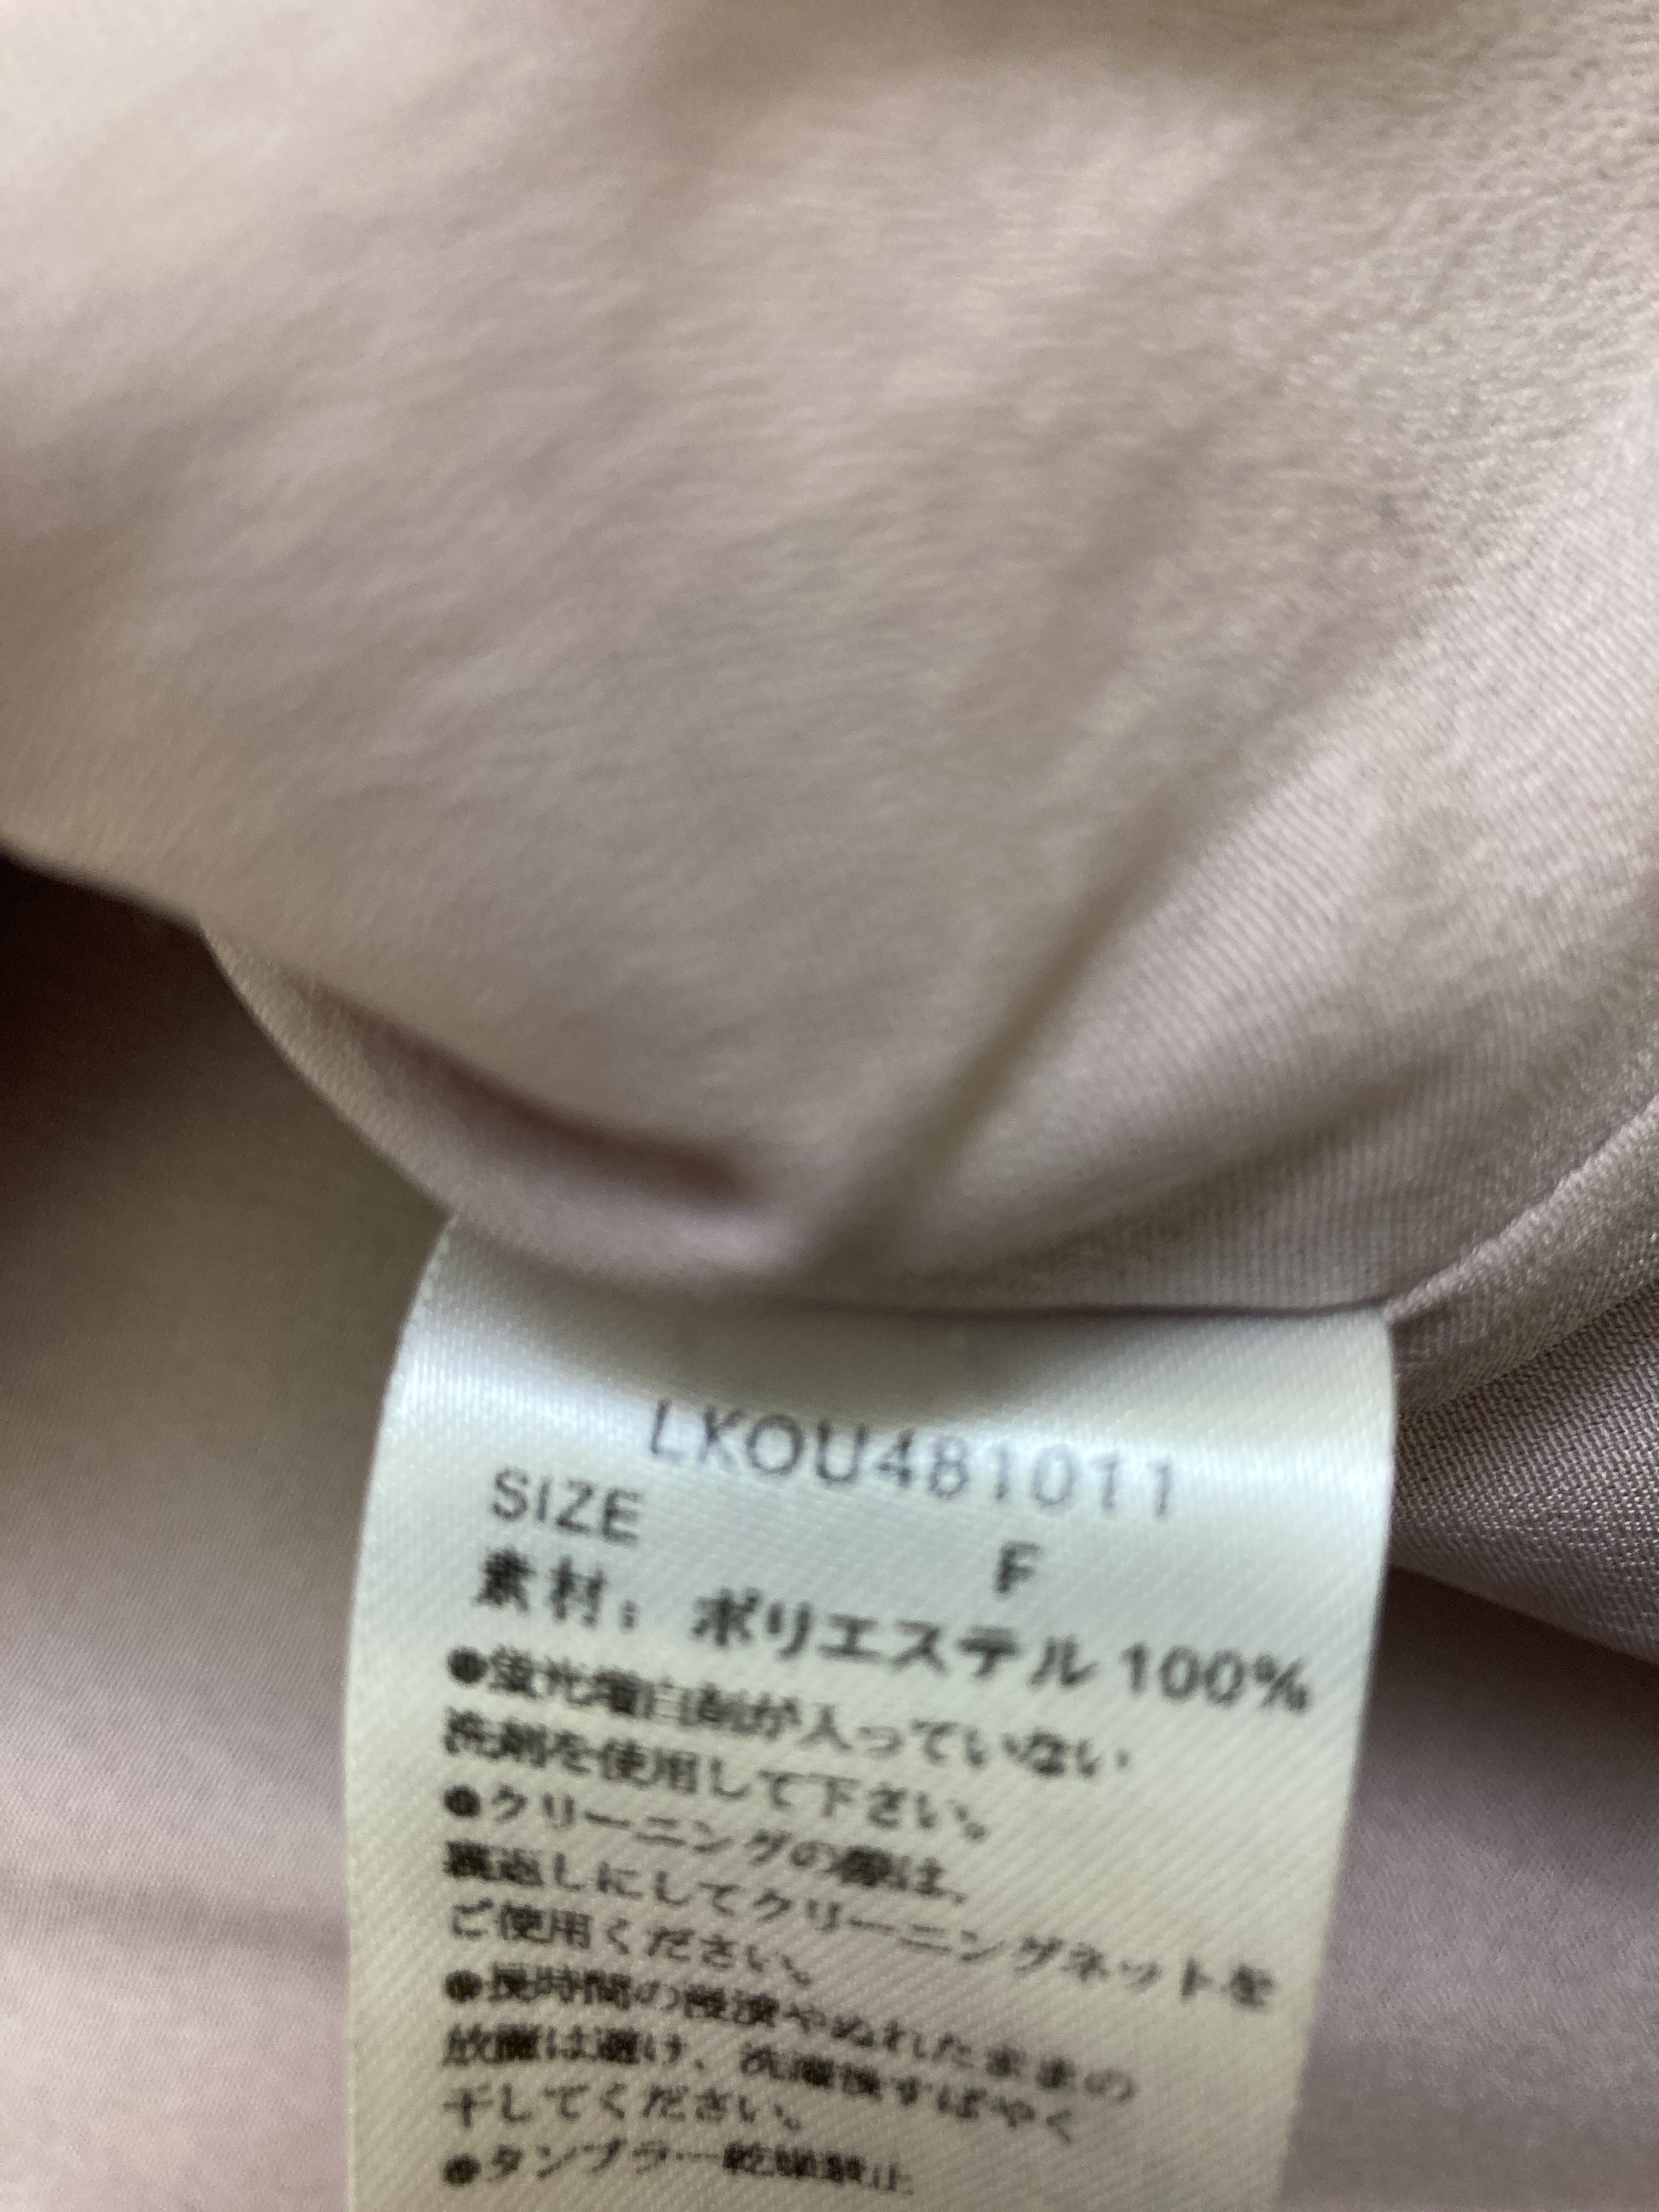 LKOU481011
SIZE F
素材: ポリエステル 100%
●蛍光増白剤が入っていない
洗剤を使用して下さい。
●クリーニングの際は、
裏返しにしてクリーニングネットを
ご使用ください。
●長時間の浸漬やぬれたままの
放置は避け、洗濯後すばやく
干してください。
●タンブラー乾燥禁止